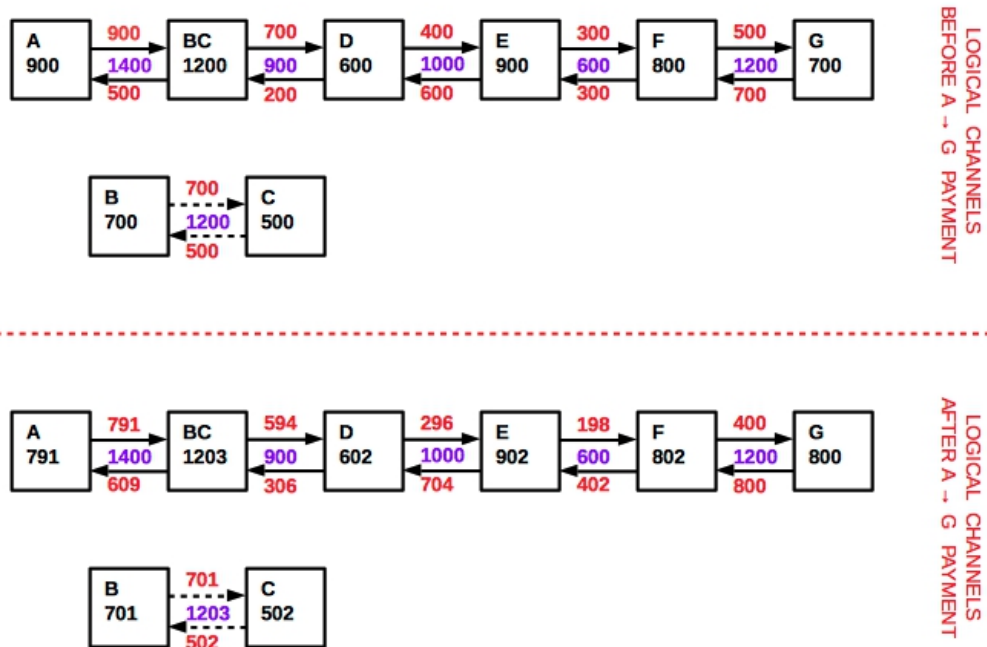 900 700 400 300 500
A BC D E F G
900 1400 1200 900 600 1000 900 600 800 1200 700
500 200 600 300 700
LOGICAL CHANNELS
BEFORE A → G PAYMENT
700
B C
700 1200 500
500
791 594 296 198 400
A BC D E F G
791 1400 1203 900 602 1000 902 600 802 1200 800
609 306 704 402 800
LOGICAL CHANNELS
AFTER A → G PAYMENT
701
B C
701 1203 502
502